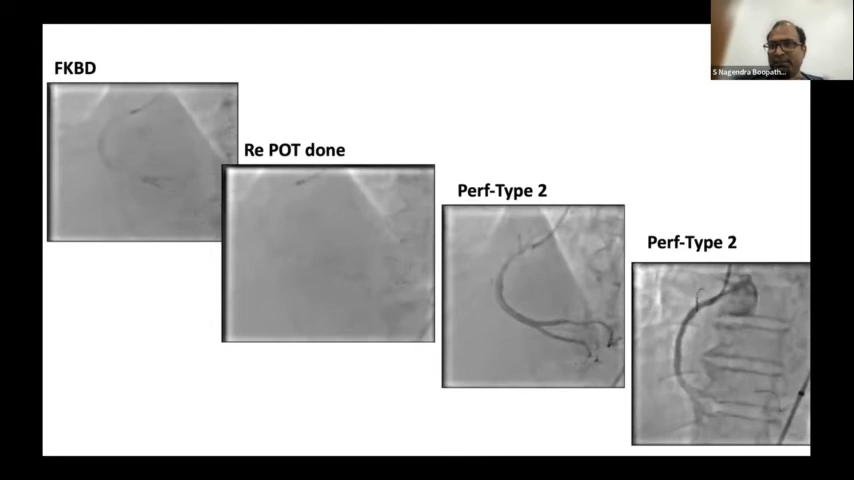 S Nagendra Boopath...
FKBD
Re POT done
Perf-Type 2
Perf-Type 2